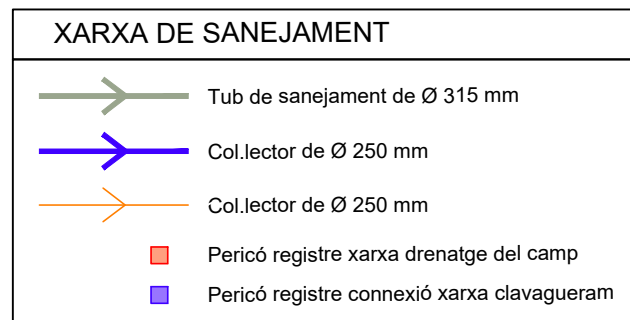 XARXA DE SANEJAMENT
Tub de sanejament de Ø 315 mm
Col.lector de Ø 250 mm
Col.lector de Ø 250 mm
Pericó registre xarxa drenatge del camp
Pericó registre connexió xarxa clavagueram